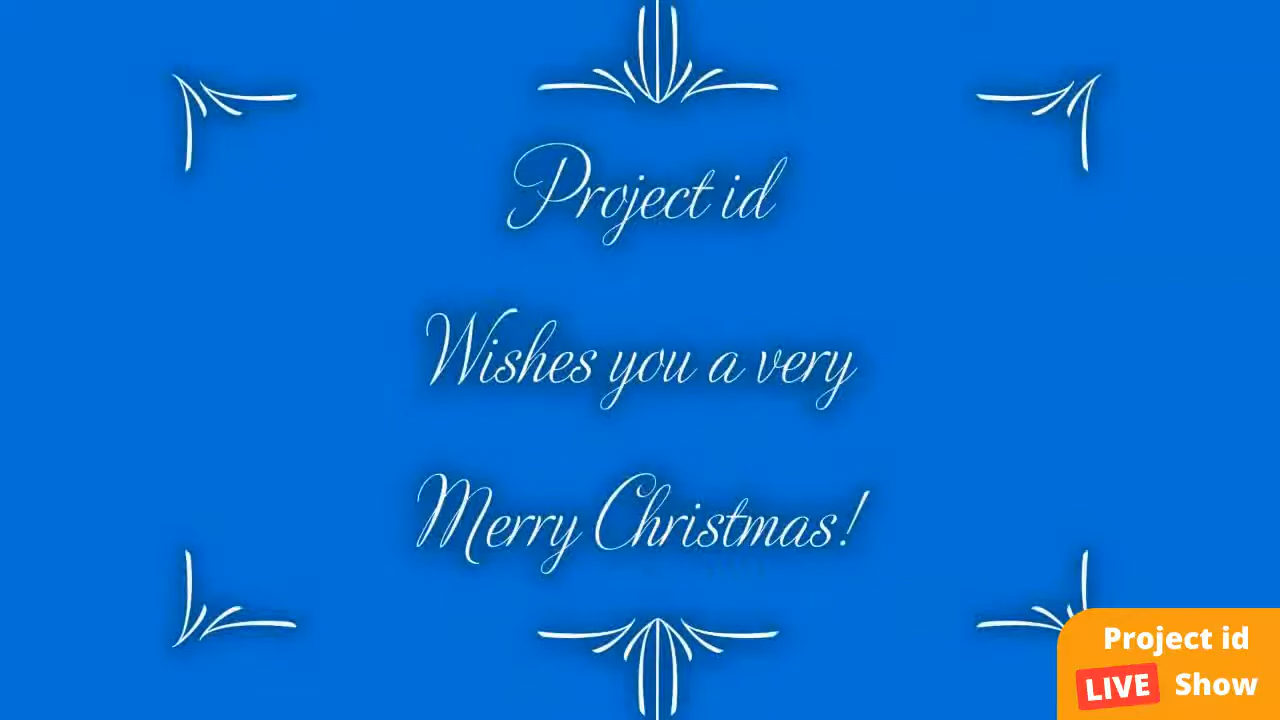 Project id
Wishes you a very
Merry Christmas!
Project id
LIVE Show